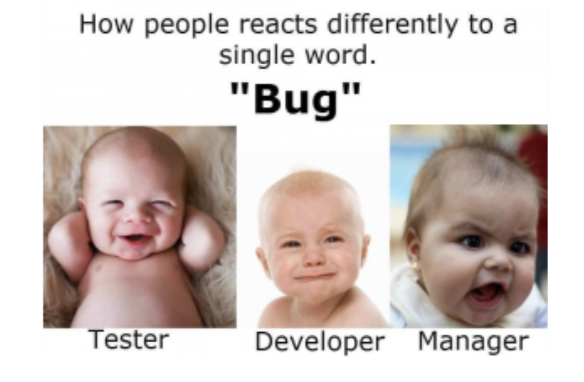 How people reacts differently to a
single word.
"Bug"
Tester
Developer
Manager